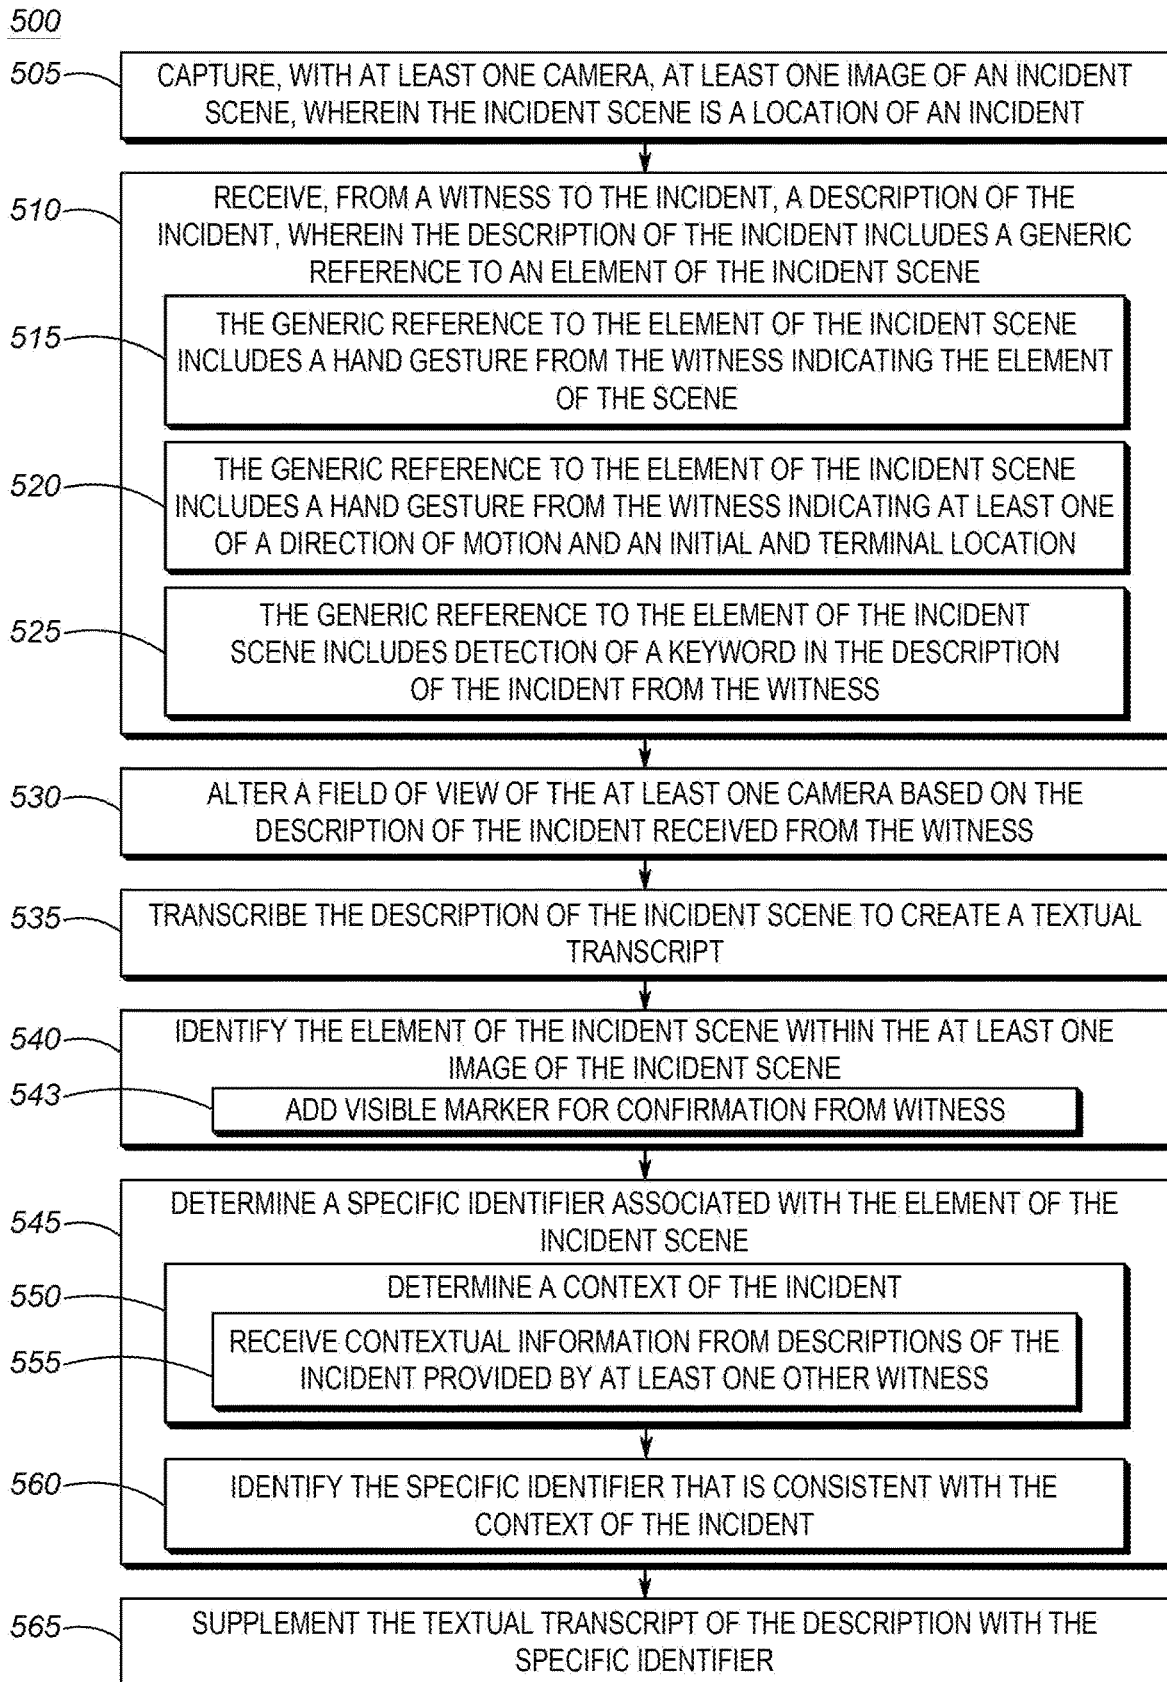 500
505
CAPTURE, WITH AT LEAST ONE CAMERA, AT LEAST ONE IMAGE OF AN INCIDENT
SCENE, WHEREIN THE INCIDENT SCENE IS A LOCATION OF AN INCIDENT
510
RECEIVE, FROM A WITNESS TO THE INCIDENT, A DESCRIPTION OF THE
INCIDENT, WHEREIN THE DESCRIPTION OF THE INCIDENT INCLUDES A GENERIC
REFERENCE TO AN ELEMENT OF THE INCIDENT SCENE
515
THE GENERIC REFERENCE TO THE ELEMENT OF THE INCIDENT SCENE
INCLUDES A HAND GESTURE FROM THE WITNESS INDICATING THE ELEMENT
OF THE SCENE
520
THE GENERIC REFERENCE TO THE ELEMENT OF THE INCIDENT SCENE
INCLUDES A HAND GESTURE FROM THE WITNESS INDICATING AT LEAST ONE
OF A DIRECTION OF MOTION AND AN INITIAL AND TERMINAL LOCATION
525
THE GENERIC REFERENCE TO THE ELEMENT OF THE INCIDENT
SCENE INCLUDES DETECTION OF A KEYWORD IN THE DESCRIPTION
OF THE INCIDENT FROM THE WITNESS
530
ALTER A FIELD OF VIEW OF THE AT LEAST ONE CAMERA BASED ON THE
DESCRIPTION OF THE INCIDENT RECEIVED FROM THE WITNESS
535
TRANSCRIBE THE DESCRIPTION OF THE INCIDENT SCENE TO CREATE A TEXTUAL
TRANSCRIPT
540
IDENTIFY THE ELEMENT OF THE INCIDENT SCENE WITHIN THE AT LEAST ONE
IMAGE OF THE INCIDENT SCENE
543
ADD VISIBLE MARKER FOR CONFIRMATION FROM WITNESS
545
DETERMINE A SPECIFIC IDENTIFIER ASSOCIATED WITH THE ELEMENT OF THE
INCIDENT SCENE
550
DETERMINE A CONTEXT OF THE INCIDENT
555
RECEIVE CONTEXTUAL INFORMATION FROM DESCRIPTIONS OF THE
INCIDENT PROVIDED BY AT LEAST ONE OTHER WITNESS
560
IDENTIFY THE SPECIFIC IDENTIFIER THAT IS CONSISTENT WITH THE
CONTEXT OF THE INCIDENT
565
SUPPLEMENT THE TEXTUAL TRANSCRIPT OF THE DESCRIPTION WITH THE
SPECIFIC IDENTIFIER